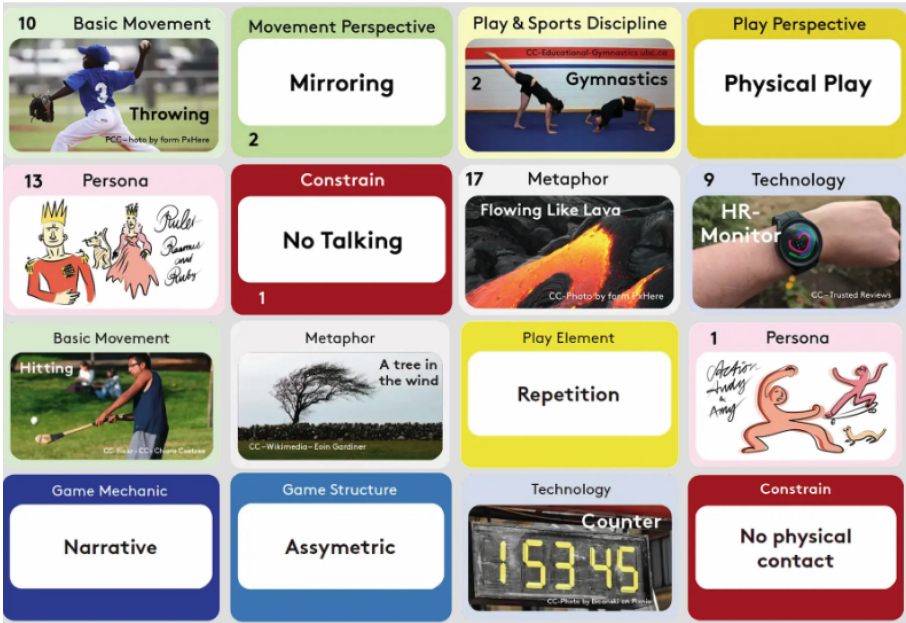 10 Basic Movement
3
Throwing
PCC-hoto by form PxHere
Movement Perspective
Mirroring
2
Play & Sports Discipline
CC-Educational-Gymnastics ubc.ca
2 Gymnastics
Play Perspective
Physical Play
13 Persona
Ruler
Rasmus
and
Ruby
Constrain
No Talking
1
17 Metaphor
Flowing Like Lava
CC-Photo by form PxHere
9 Technology
HR-
Monitor
CC-Trusted Reviews
Basic Movement
Hitting
Metaphor
A tree in
the wind
CC-Wikimedia-Eoin Gardiner
Play Element
Repetition
1 Persona
Action
Andy
&
Amy
Game Mechanic
Narrative
Game Structure
Assymetric
Technology
Counter
15345
Constrain
No physical
contact